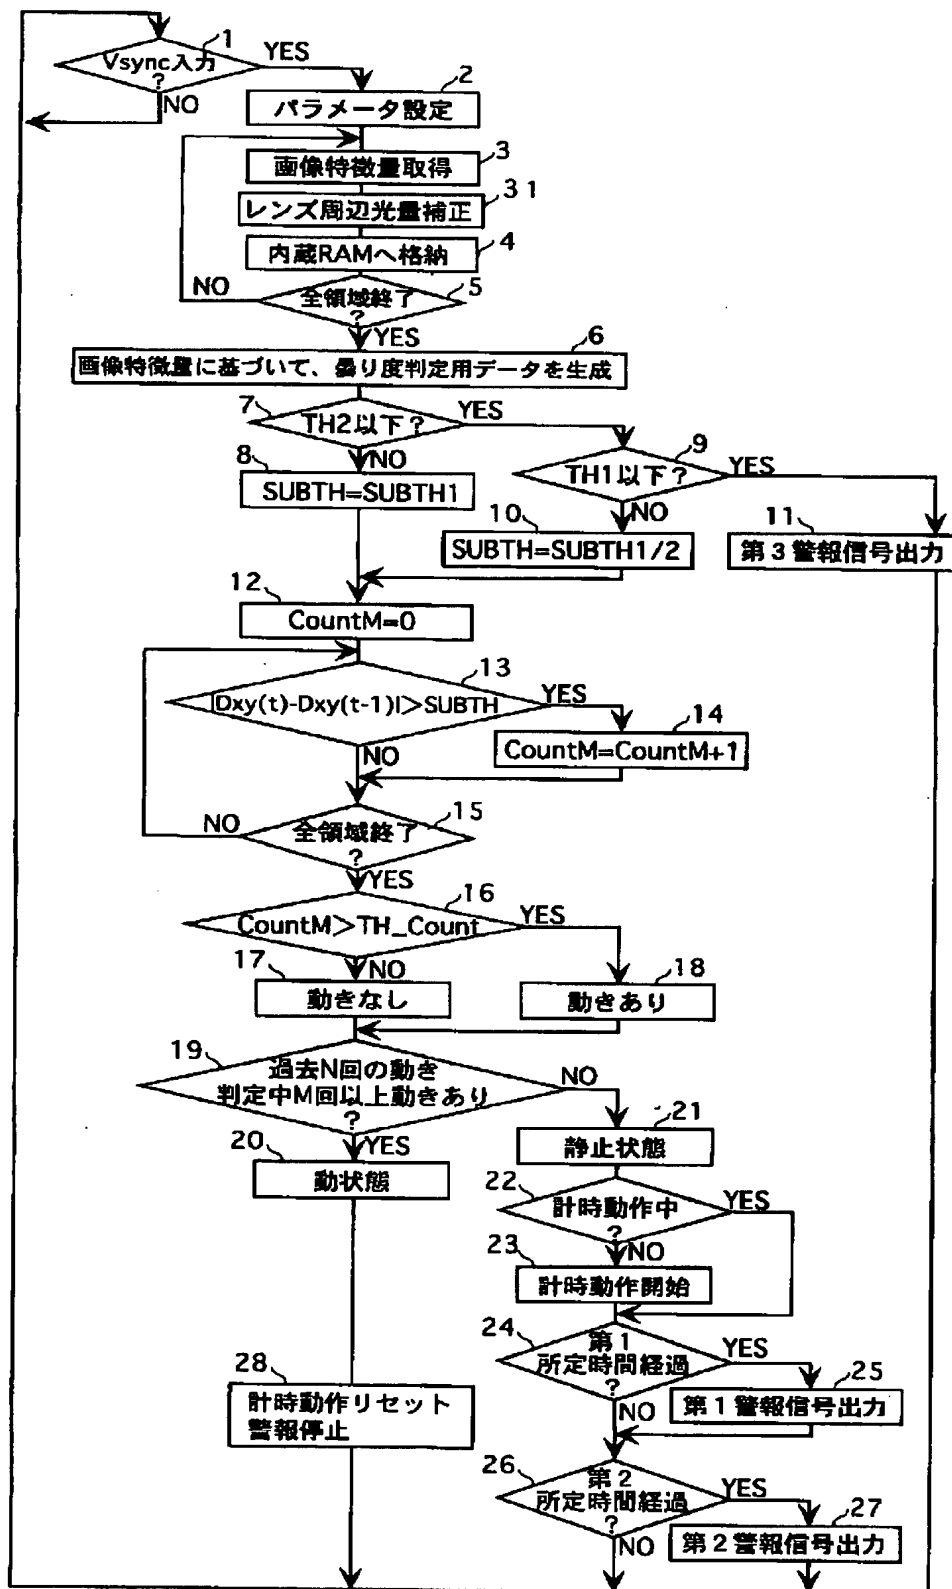 1
Vsync入力
?
YES
NO
2
パラメータ設定
3
画像特徴量取得
31
レンズ周辺光量補正
4
内蔵RAMへ格納
5
全領域終了
?
NO
YES
6
画像特徴量に基づいて、曇り度判定用データを生成
7
TH2以下?
YES
NO
8
SUBTH=SUBTH1
9
TH1以下?
YES
NO
10
SUBTH=SUBTH1/2
11
第3警報信号出力
12
CountM=0
13
|Dxy(t)-Dxy(t-1)|>SUBTH
YES
NO
14
CountM=CountM+1
15
全領域終了
?
NO
YES
16
CountM>TH_Count
YES
NO
17
動きなし
18
動きあり
19
過去N回の動き
判定中M回以上動きあり
?
NO
YES
20
動状態
21
静止状態
22
計時動作中
?
YES
NO
23
計時動作開始
24
第1
所定時間経過
?
YES
NO
25
第1警報信号出力
26
第2
所定時間経過
?
YES
NO
27
第2警報信号出力
28
計時動作リセット
警報停止